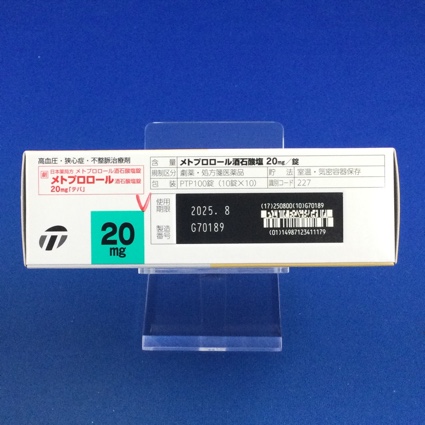 高血圧・狭心症・不整脈治療剤
劇
日本薬局方 メトプロロール酒石酸塩錠
メトプロロール酒石酸塩錠
20mg「テバ」
20
mg
含量 メトプロロール酒石酸塩 20mg/錠
規制区分 劇薬・処方箋医薬品 貯法 室温・気密容器保存
包装 PTP100錠(10錠×10) 識別コード 227
使用
期限 2025. 8
製造
番号 G70189
(17)250800(10)G70189
(01)14987123411179